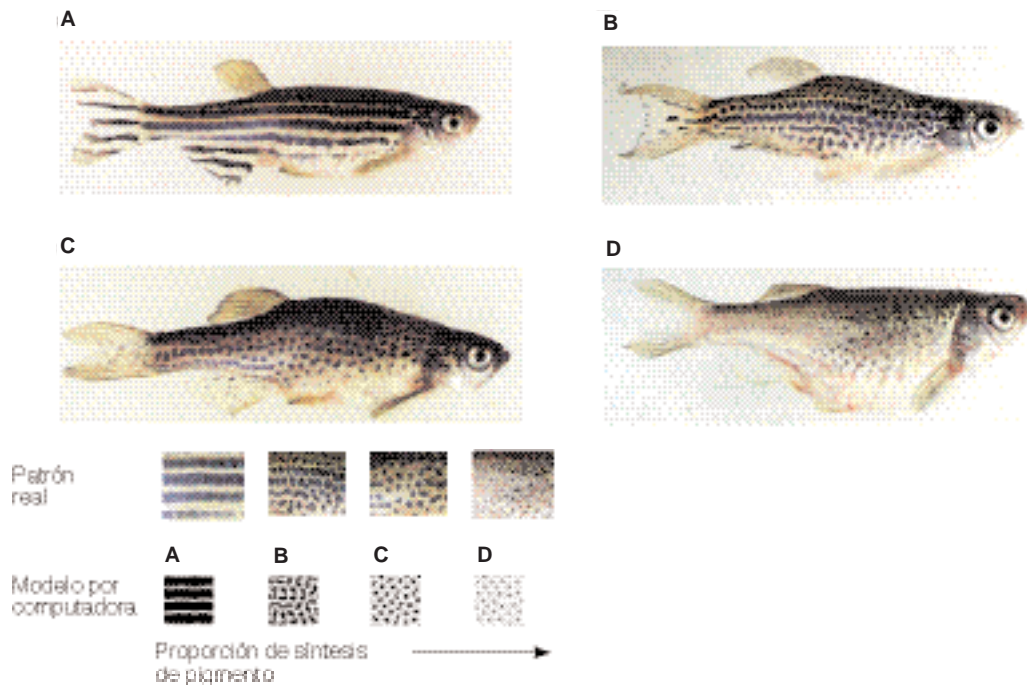 A
B
C
D
Patrón
real
A B C D
Modelo por
computadora
Proporción de síntesis
de pigmento